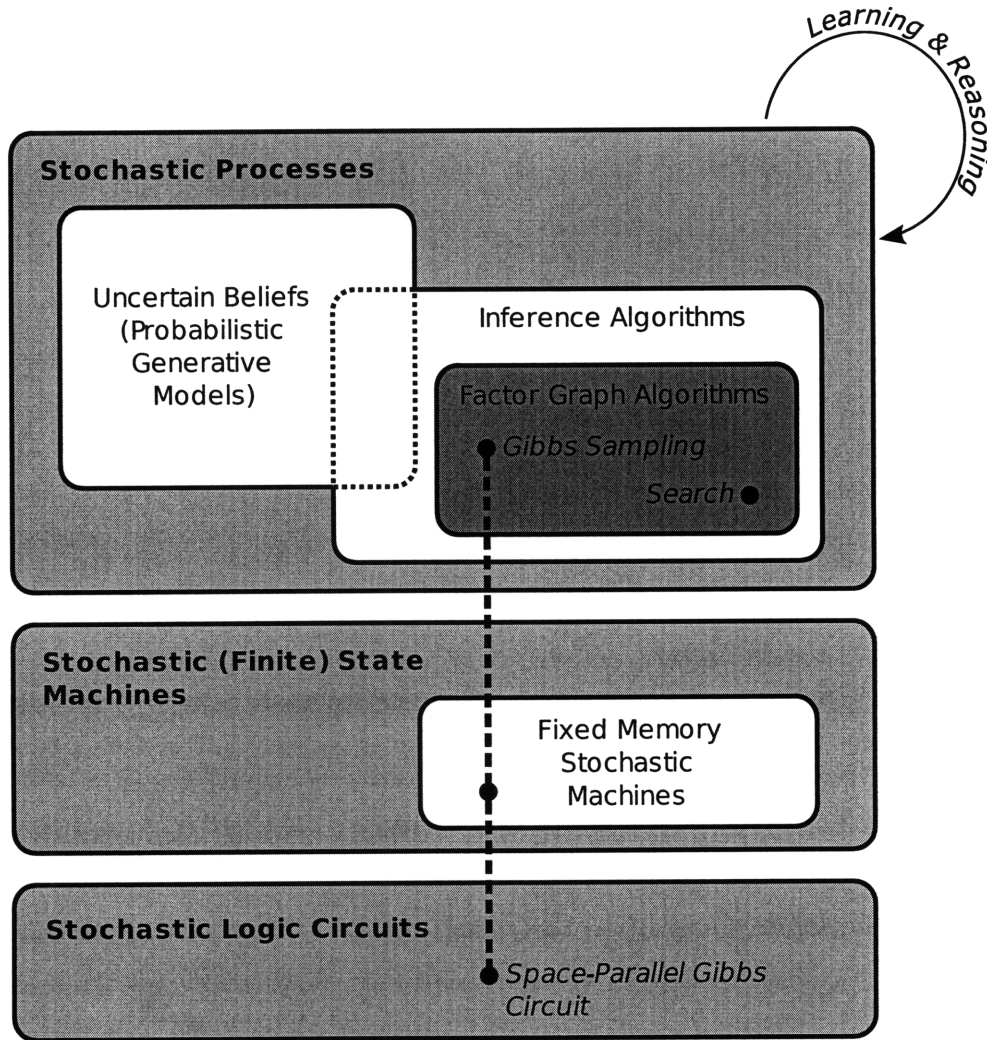 Learning & Reasoning
Stochastic Processes
Uncertain Beliefs
(Probabilistic
Generative
Models)
Inference Algorithms
Factor Graph Algorithms
Gibbs Sampling
Search
Stochastic (Finite) State
Machines
Fixed Memory
Stochastic
Machines
Stochastic Logic Circuits
Space-Parallel Gibbs
Circuit